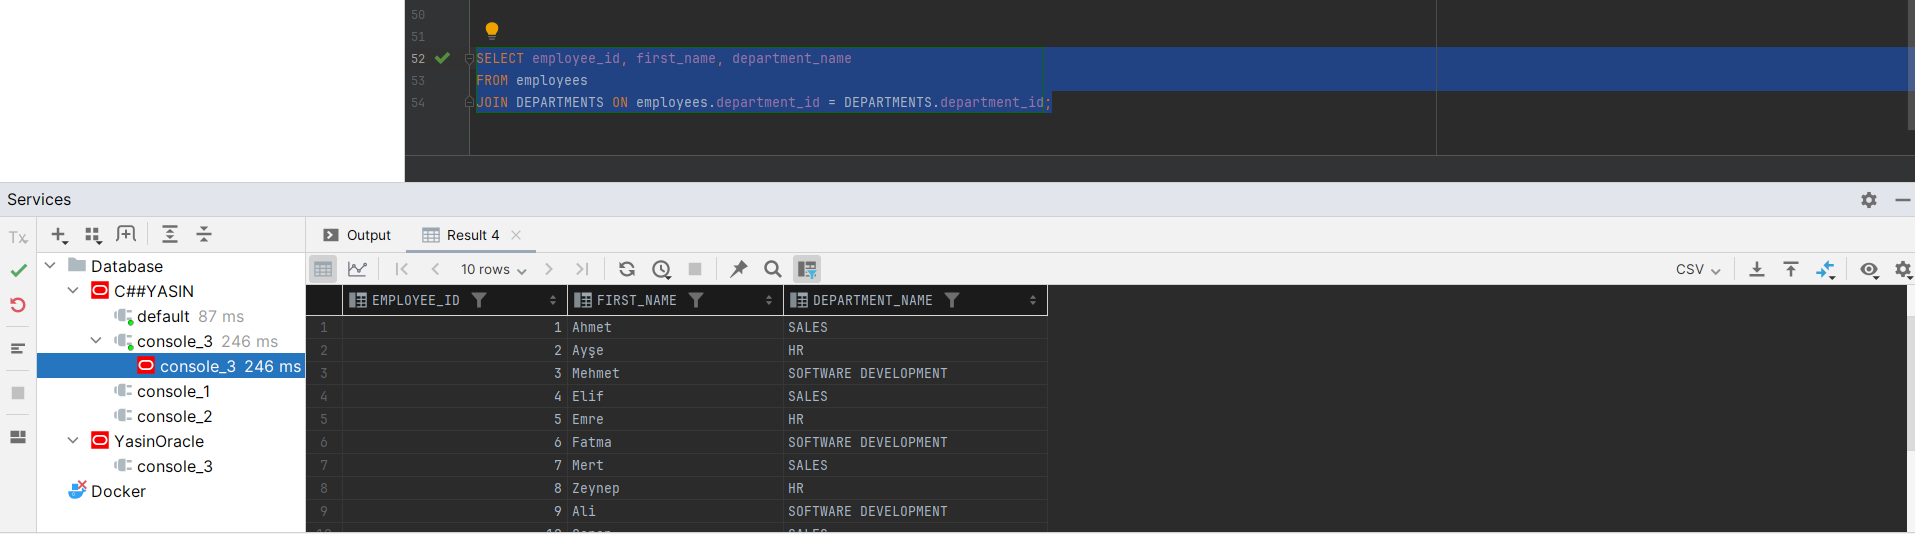 50
51
52 SELECT employee_id, first_name, department_name
53 FROM employees
54 JOIN DEPARTMENTS ON employees.department_id = DEPARTMENTS.department_id;
Services
Tx
Output Result 4
10 rows CSV
Database
C##YASIN
default 87 ms
console_3 246 ms
console_3 246 ms
console_1
console_2
YasinOracle
console_3
Docker
EMPLOYEE_ID FIRST_NAME DEPARTMENT_NAME
1 1 Ahmet SALES
2 2 Ayşe HR
3 3 Mehmet SOFTWARE DEVELOPMENT
4 4 Elif SALES
5 5 Emre HR
6 6 Fatma SOFTWARE DEVELOPMENT
7 7 Mert SALES
8 8 Zeynep HR
9 9 Ali SOFTWARE DEVELOPMENT
10 10 SALES